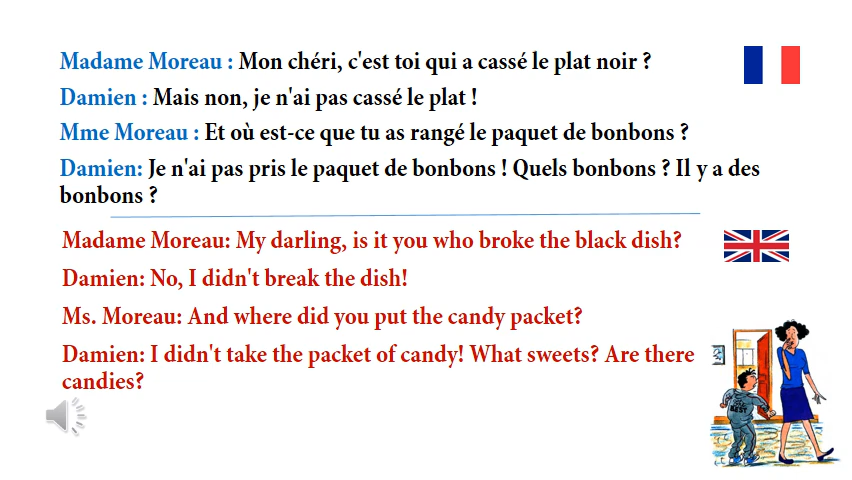 Madame Moreau : Mon chéri, c'est toi qui a cassé le plat noir ?
Damien : Mais non, je n'ai pas cassé le plat !
Mme Moreau : Et où est-ce que tu as rangé le paquet de bonbons ?
Damien: Je n'ai pas pris le paquet de bonbons ! Quels bonbons ? Il y a des
bonbons ?
Madame Moreau: My darling, is it you who broke the black dish?
Damien: No, I didn't break the dish!
Ms. Moreau: And where did you put the candy packet?
Damien: I didn't take the packet of candy! What sweets? Are there
candies?
BEST